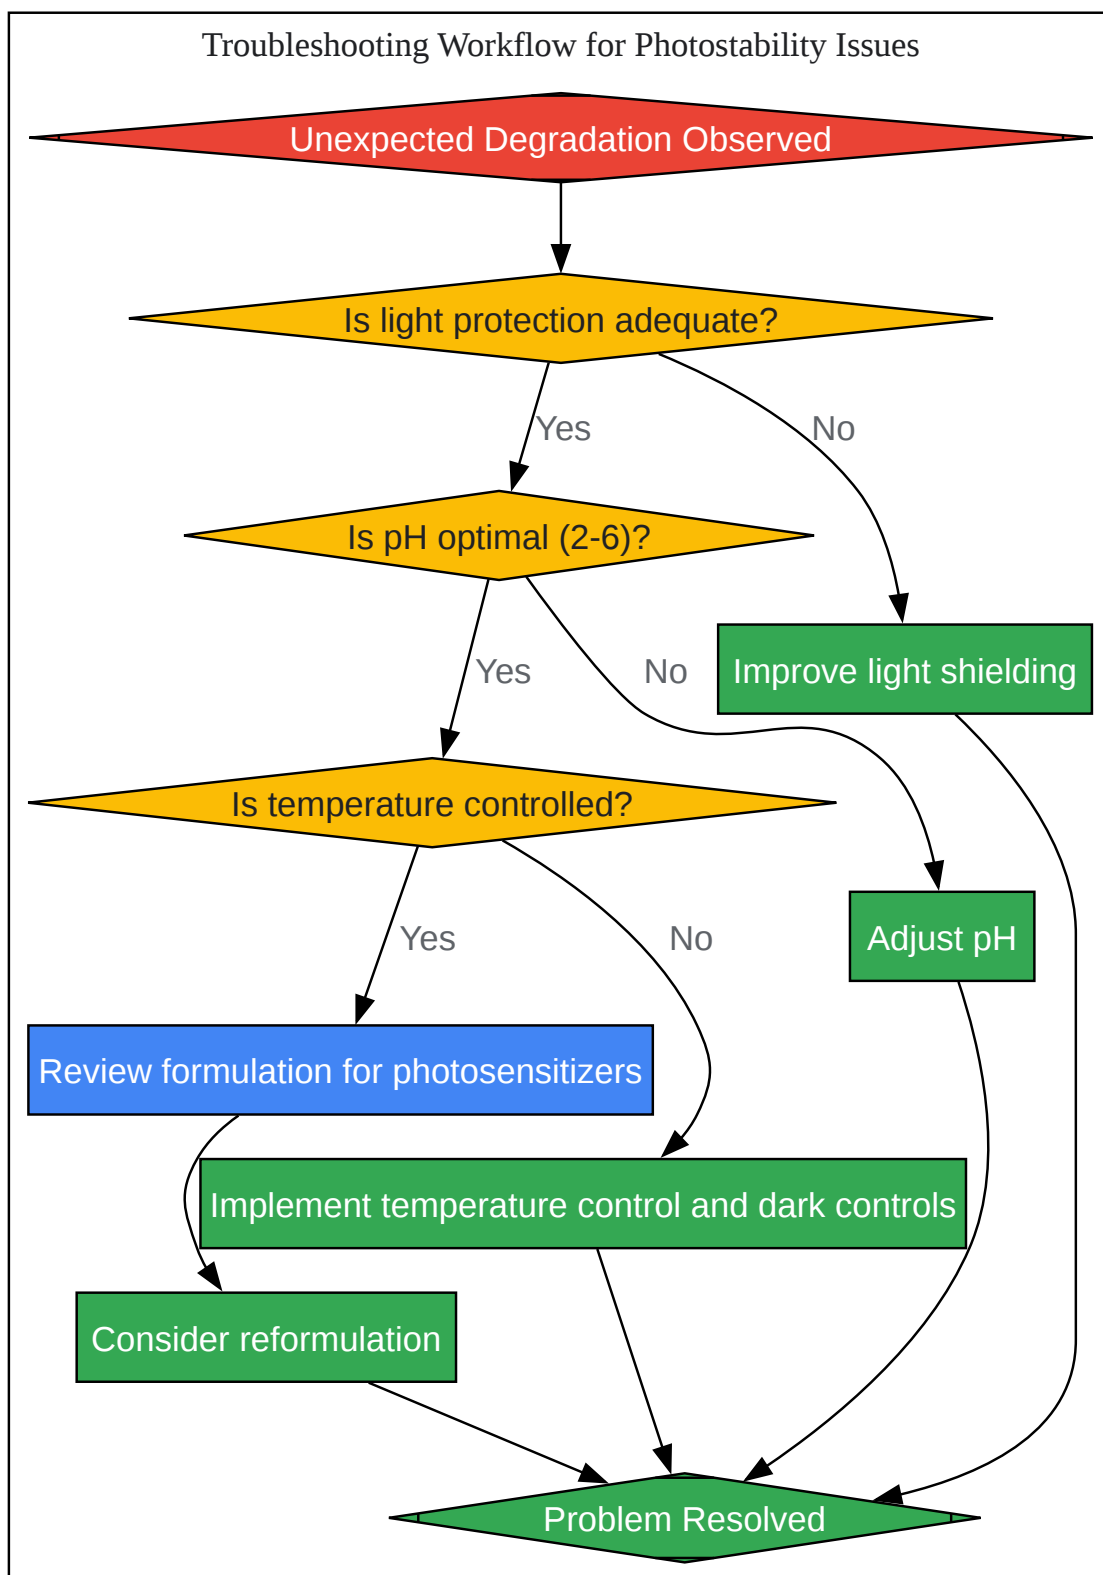 Troubleshooting Workflow for Photostability Issues
Unexpected Degradation Observed
Is light protection adequate?
Yes
No
Is pH optimal (2-6)?
Yes
No
Improve light shielding
Is temperature controlled?
Yes
No
Adjust pH
Review formulation for photosensitizers
Implement temperature control and dark controls
Consider reformulation
Problem Resolved